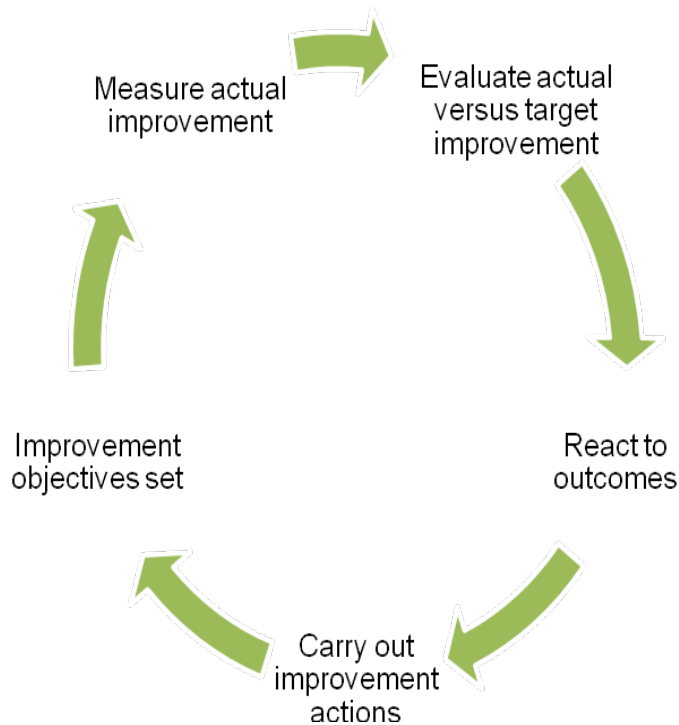 Measure actual
improvement
Evaluate actual
versus target
improvement
React to
outcomes
Carry out
improvement
actions
Improvement
objectives set